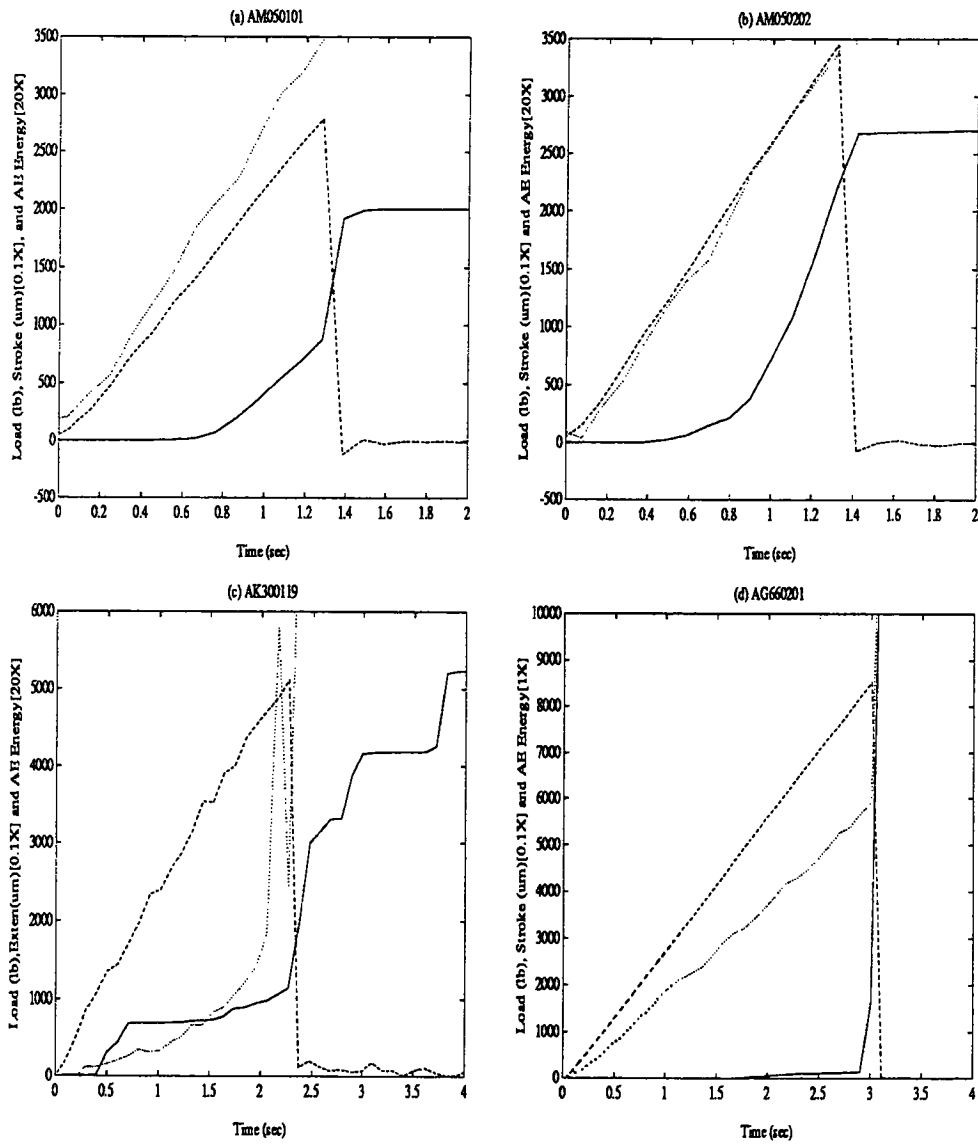 (a) AM050101
Load (lb), Stroke (um)[0.1X], and AE Energy[20X]
3500
3000
2500
2000
1500
1000
500
0
-500
0 0.2 0.4 0.6 0.8 1 1.2 1.4 1.6 1.8 2
Time (sec)
(b) AM050202
Load (lb), Stroke (um)[0.1X] and AE Energy[20X]
3500
3000
2500
2000
1500
1000
500
0
-500
0 0.2 0.4 0.6 0.8 1 1.2 1.4 1.6 1.8 2
Time (sec)
(c) AK300119
Load (lb),Exten(um)[0.1X] and AE Energy[20X]
6000
5000
4000
3000
2000
1000
0
0 0.5 1 1.5 2 2.5 3 3.5 4
Time (sec)
(d) AG660201
Load (lb), Stroke (um)[0.1X] and AE Energy[1X]
10000
9000
8000
7000
6000
5000
4000
3000
2000
1000
0
0 0.5 1 1.5 2 2.5 3 3.5 4
Time (sec)